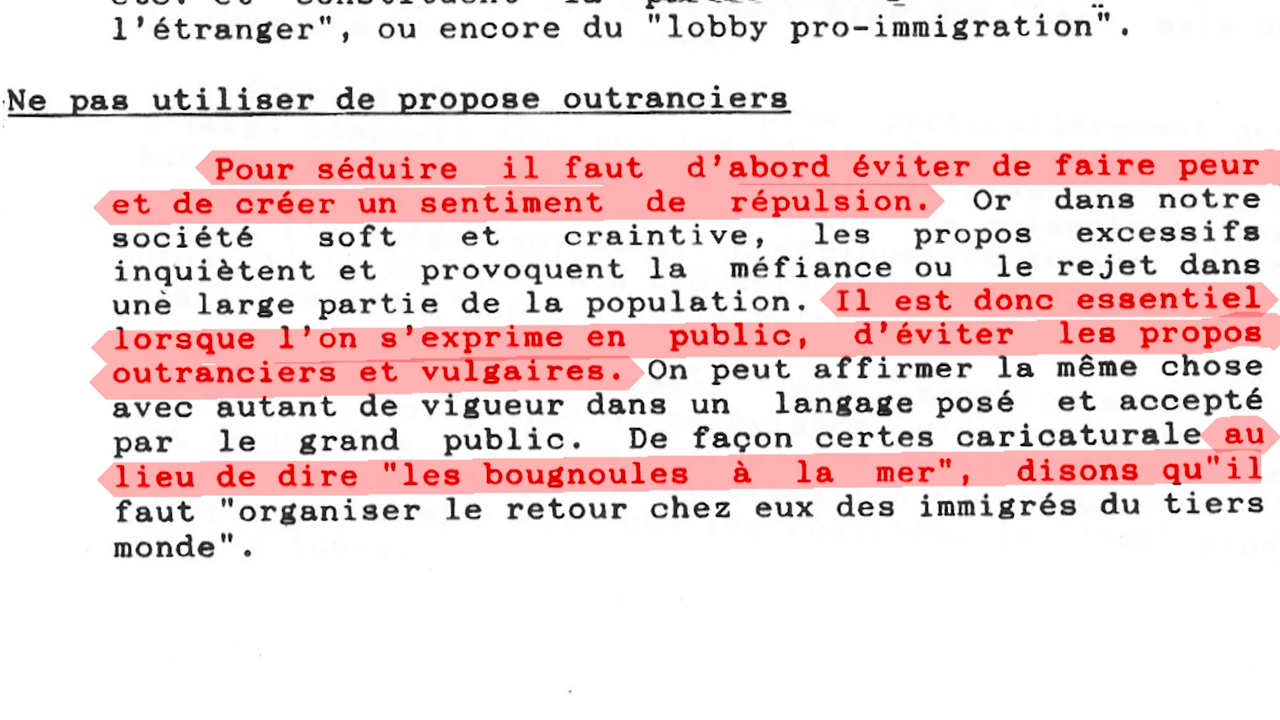 l'étranger", ou encore du "lobby pro-immigration".
Ne pas utiliser de propose outranciers
Pour séduire il faut d'abord éviter de faire peur
et de créer un sentiment de répulsion. Or dans notre
société soft et craintive, les propos excessifs
inquiètent et provoquent la méfiance ou le rejet dans
unè large partie de la population. Il est donc essentiel
lorsque l'on s'exprime en public, d'éviter les propos
outranciers et vulgaires. On peut affirmer la même chose
avec autant de vigueur dans un langage posé et accepté
par le grand public. De façon certes caricaturale au
lieu de dire "les bougnoules à la mer", disons qu"il
faut "organiser le retour chez eux des immigrés du tiers
monde".